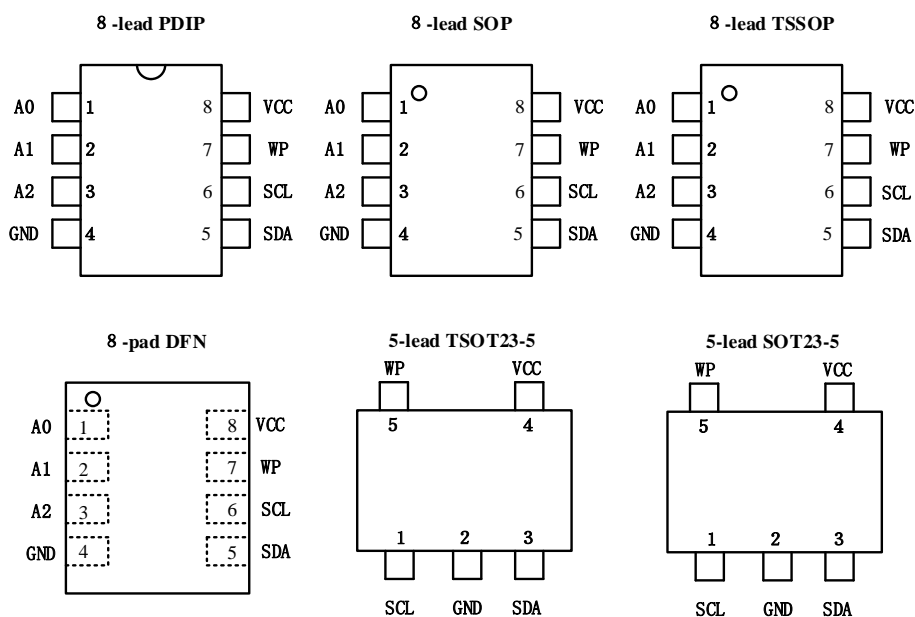 8 -lead PDIP
A0 1 8 VCC
A1 2 7 WP
A2 3 6 SCL
GND 4 5 SDA
8 -lead SOP
A0 1 8 VCC
A1 2 7 WP
A2 3 6 SCL
GND 4 5 SDA
8 -lead TSSOP
A0 1 8 VCC
A1 2 7 WP
A2 3 6 SCL
GND 4 5 SDA
8 -pad DFN
A0 1 8 VCC
A1 2 7 WP
A2 3 6 SCL
GND 4 5 SDA
5-lead TSOT23-5
WP VCC
5 4
1 2 3
SCL GND SDA
5-lead SOT23-5
WP VCC
5 4
1 2 3
SCL GND SDA